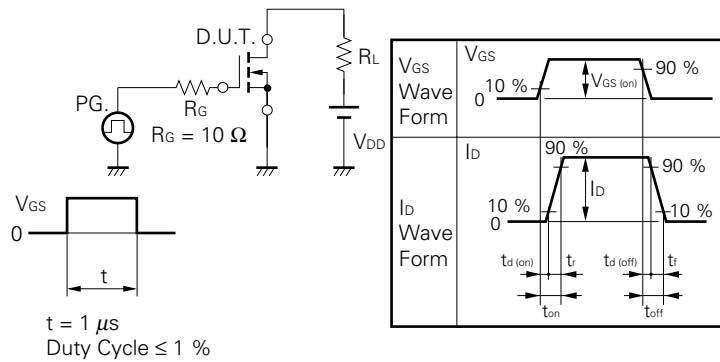 D.U.T.
RL
PG.
RG
RG = 10 Ω
VDD
VGS
0
t
t = 1 μs
Duty Cycle ≤ 1 %
VGS
Wave
Form
VGS
10 %
0
VGS (on)
90 %
ID
Wave
Form
ID
90 %
90 %
10 %
0
ID
10 %
td (on)
tr
td (off)
tf
ton
toff